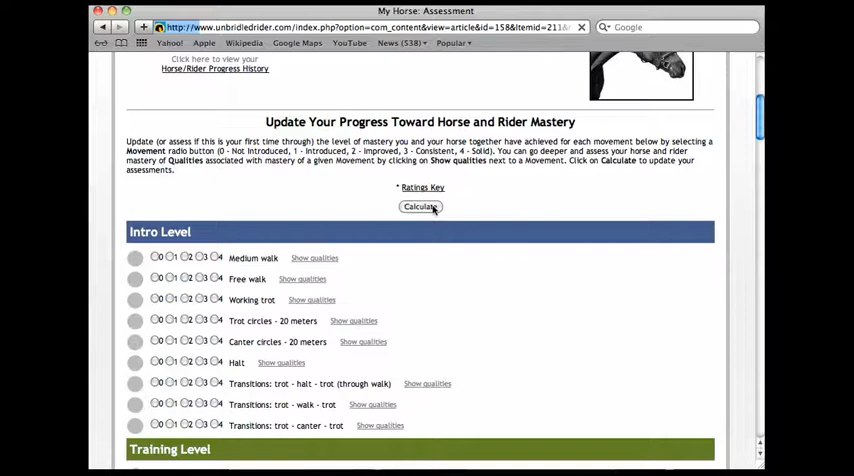 My Horse: Assessment
http://www.unbridledrider.com/index.php?option=com_content&view=article&id=158&Itemid=211&
Google
Yahoo! Apple Wikipedia Google Maps YouTube News (538) Popular
Click here to view your
Horse/Rider Progress History
Update Your Progress Toward Horse and Rider Mastery
Update (or assess if this is your first time through) the level of mastery you and your horse together have achieved for each movement below by selecting a
Movement radio button (0 - Not Introduced, 1 - Introduced, 2 - Improved, 3 - Consistent, 4 - Solid). You can go deeper and assess your horse and rider
mastery of Qualities associated with mastery of a given Movement by clicking on Show qualities next to a Movement. Click on Calculate to update your
assessments.
* Ratings Key
Calculate
Intro Level
0 1 2 3 4 Medium walk Show qualities
0 1 2 3 4 Free walk Show qualities
0 1 2 3 4 Working trot Show qualities
0 1 2 3 4 Trot circles - 20 meters Show qualities
0 1 2 3 4 Canter circles - 20 meters Show qualities
0 1 2 3 4 Halt Show qualities
0 1 2 3 4 Transitions: trot - halt - trot (through walk) Show qualities
0 1 2 3 4 Transitions: trot - walk - trot Show qualities
0 1 2 3 4 Transitions: trot - canter - trot Show qualities
Training Level